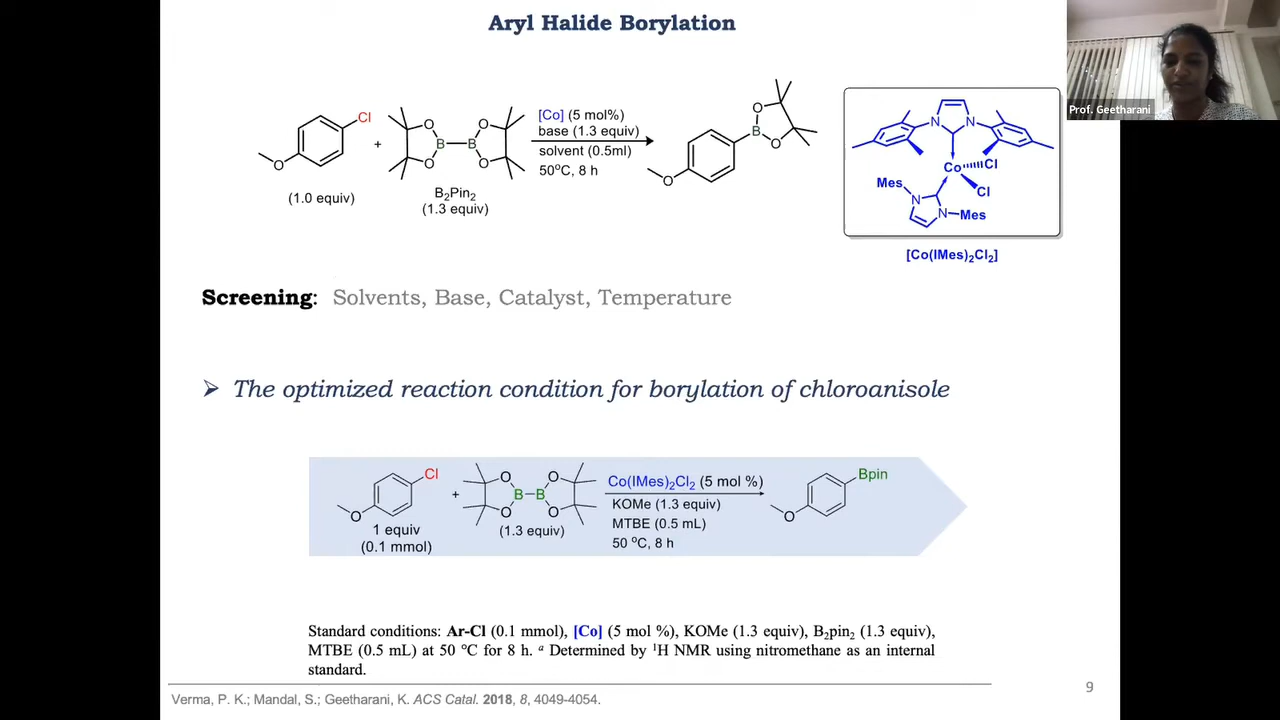 Aryl Halide Borylation
Cl
O
(1.0 equiv)
+
O O
B B
O O
B₂Pin₂
(1.3 equiv)
[Co] (5 mol%)
base (1.3 equiv)
solvent (0.5ml)
50°C, 8 h
O
B
O
O
N N
Co Cl
Cl
Mes
N
N Mes
[Co(IMes)₂Cl₂]
Prof. Geetharani
Screening: Solvents, Base, Catalyst, Temperature
➢ The optimized reaction condition for borylation of chloroanisole
Cl
O
1 equiv
(0.1 mmol)
+
O O
B B
O O
(1.3 equiv)
Co(IMes)₂Cl₂ (5 mol %)
KOMe (1.3 equiv)
MTBE (0.5 mL)
50 °C, 8 h
Bpin
O
Standard conditions: Ar-Cl (0.1 mmol), [Co] (5 mol %), KOMe (1.3 equiv), B₂pin₂ (1.3 equiv),
MTBE (0.5 mL) at 50 °C for 8 h. ᵃ Determined by ¹H NMR using nitromethane as an internal
standard.
Verma, P. K.; Mandal, S.; Geetharani, K. ACS Catal. 2018, 8, 4049-4054.
9